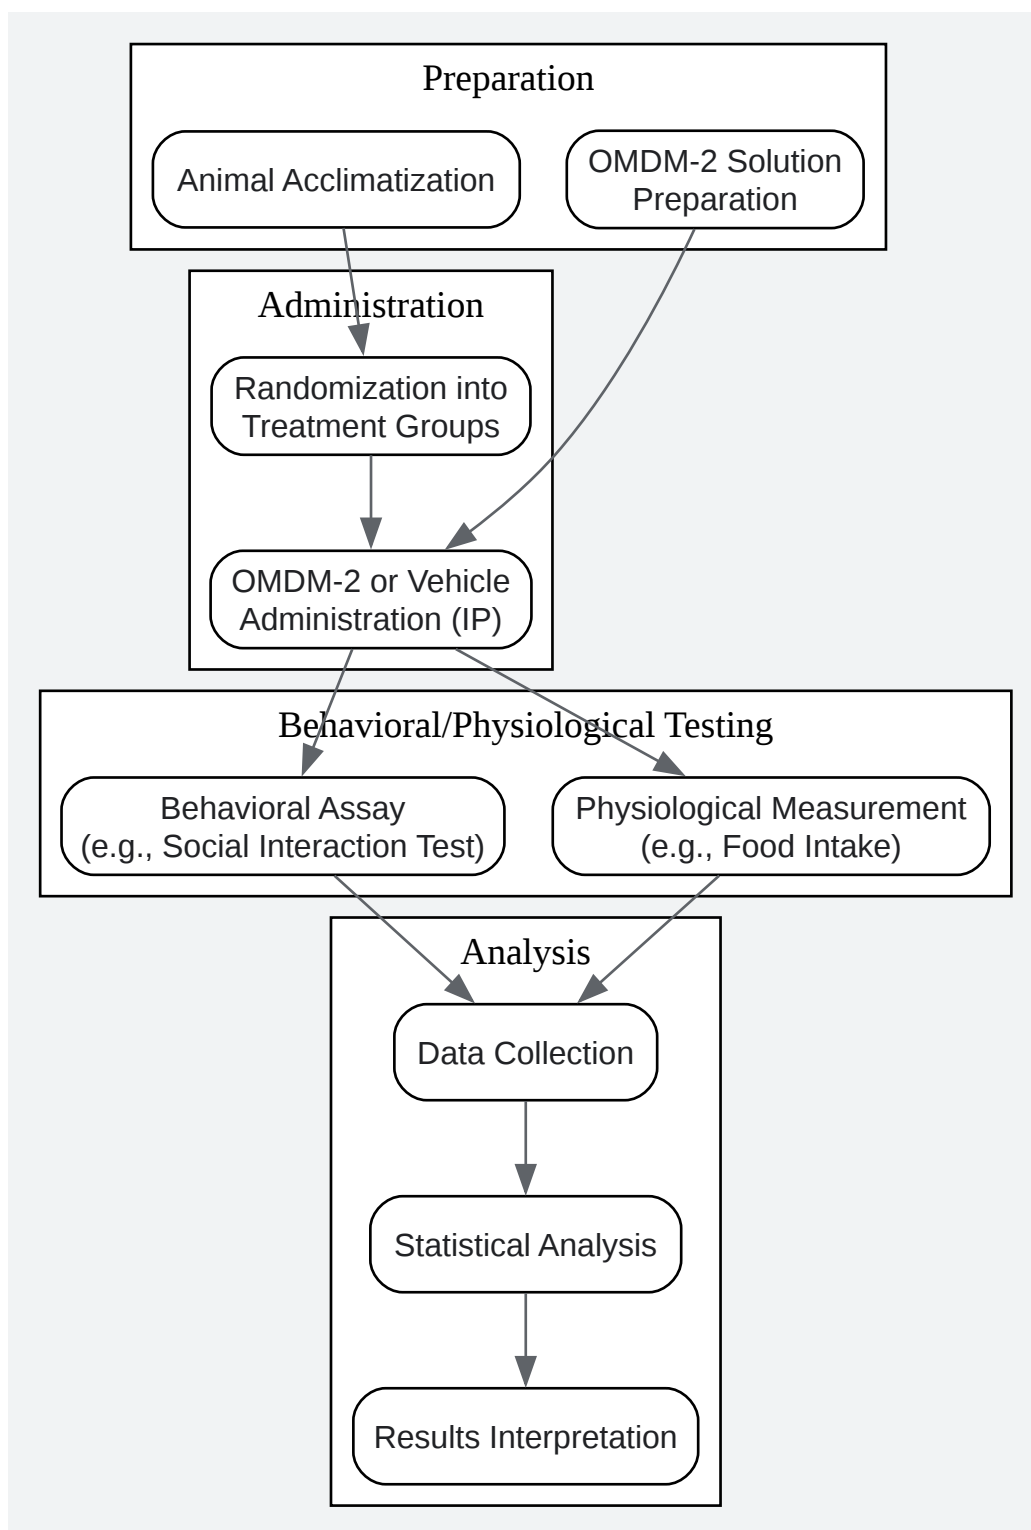 Preparation
Animal Acclimatization
OMDM-2 Solution
Preparation
Administration
Randomization into
Treatment Groups
OMDM-2 or Vehicle
Administration (IP)
Behavioral/Physiological Testing
Behavioral Assay
(e.g., Social Interaction Test)
Physiological Measurement
(e.g., Food Intake)
Analysis
Data Collection
Statistical Analysis
Results Interpretation